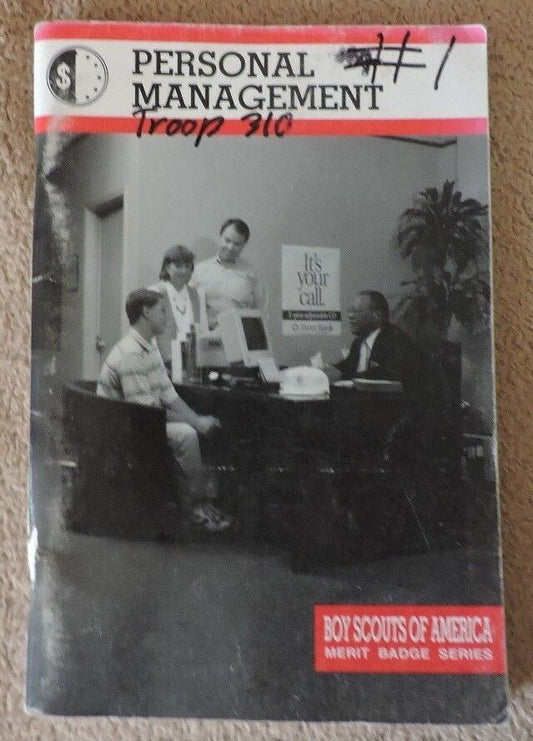 $
PERSONAL #1
MANAGEMENT
Troop 310
It's
your
call.
BOY SCOUTS OF AMERICA
MERIT BADGE SERIES